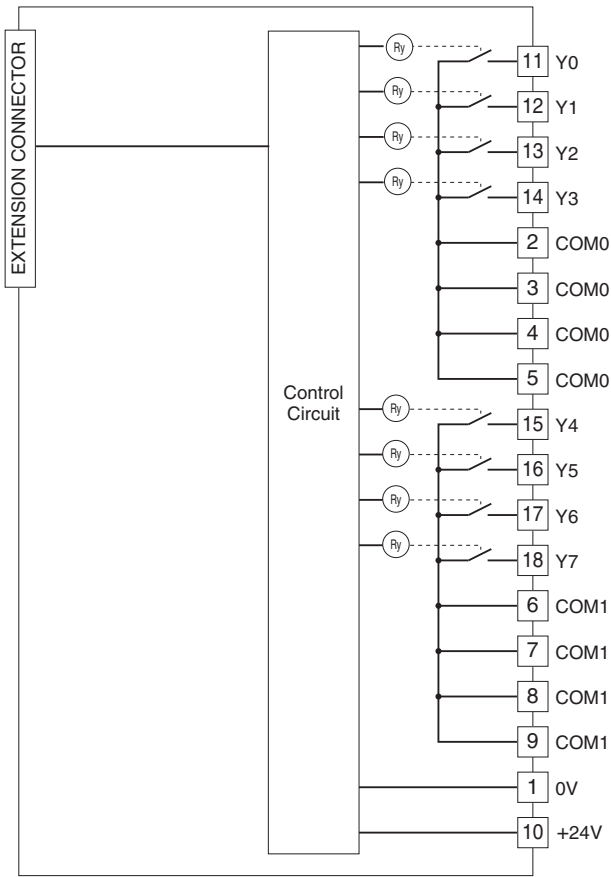 EXTENSION CONNECTOR
Control
Circuit
Ry
11 Y0
Ry
12 Y1
Ry
13 Y2
Ry
14 Y3
2 COM0
3 COM0
4 COM0
5 COM0
Ry
15 Y4
Ry
16 Y5
Ry
17 Y6
Ry
18 Y7
6 COM1
7 COM1
8 COM1
9 COM1
1 0V
10 +24V